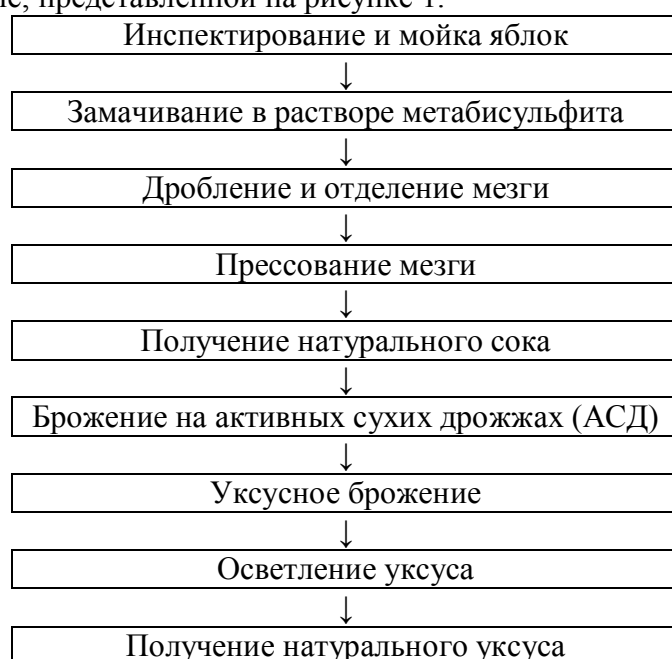 представленной на рисунке 1.
Инспектирование и мойка яблок
↓
Замачивание в растворе метабисульфита
↓
Дробление и отделение мезги
↓
Прессование мезги
↓
Получение натурального сока
↓
Брожение на активных сухих дрожжах (АСД)
↓
Уксусное брожение
↓
Осветление уксуса
↓
Получение натурального уксуса